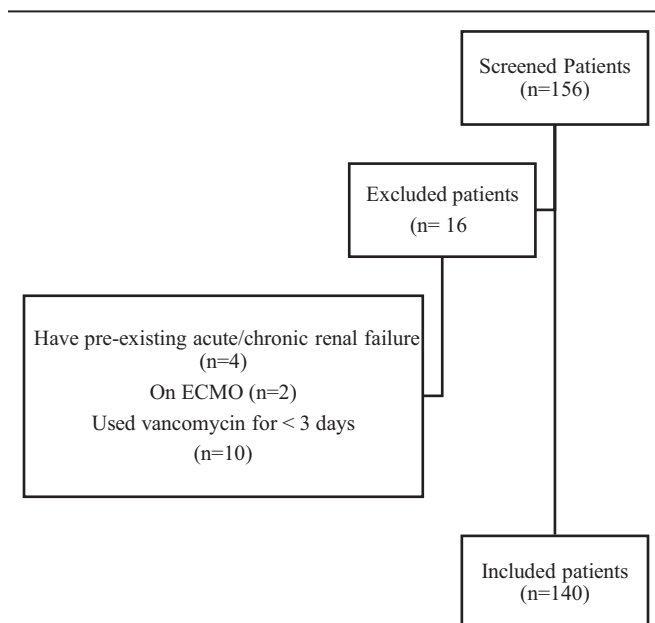 Screened Patients
(n=156)
Excluded patients
(n= 16
Have pre-existing acute/chronic renal failure
(n=4)
On ECMO (n=2)
Used vancomycin for < 3 days
(n=10)
Included patients
(n=140)